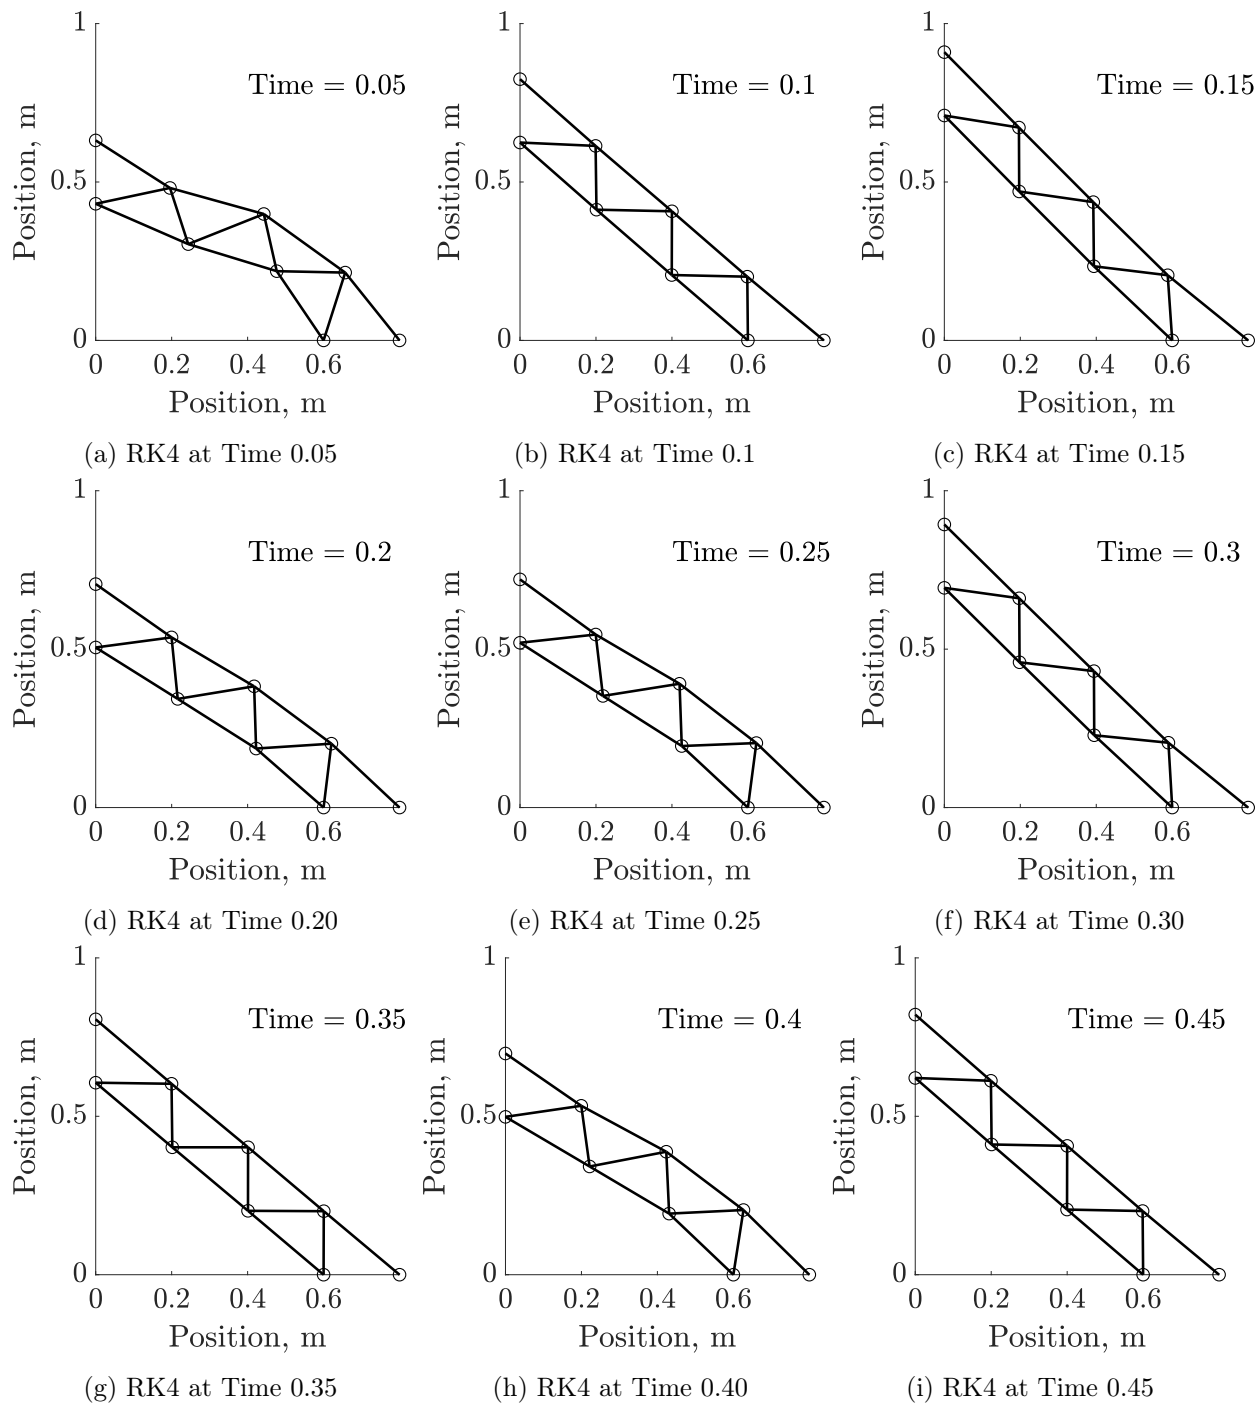 1
0.5
0
Position, m
Time = 0.05
0 0.2 0.4 0.6
Position, m
(a) RK4 at Time 0.05
1
0.5
0
Position, m
Time = 0.1
0 0.2 0.4 0.6
Position, m
(b) RK4 at Time 0.1
1
0.5
0
Position, m
Time = 0.15
0 0.2 0.4 0.6
Position, m
(c) RK4 at Time 0.15
1
0.5
0
Position, m
Time = 0.2
0 0.2 0.4 0.6
Position, m
(d) RK4 at Time 0.20
1
0.5
0
Position, m
Time = 0.25
0 0.2 0.4 0.6
Position, m
(e) RK4 at Time 0.25
1
0.5
0
Position, m
Time = 0.3
0 0.2 0.4 0.6
Position, m
(f) RK4 at Time 0.30
1
0.5
0
Position, m
Time = 0.35
0 0.2 0.4 0.6
Position, m
(g) RK4 at Time 0.35
1
0.5
0
Position, m
Time = 0.4
0 0.2 0.4 0.6
Position, m
(h) RK4 at Time 0.40
1
0.5
0
Position, m
Time = 0.45
0 0.2 0.4 0.6
Position, m
(i) RK4 at Time 0.45